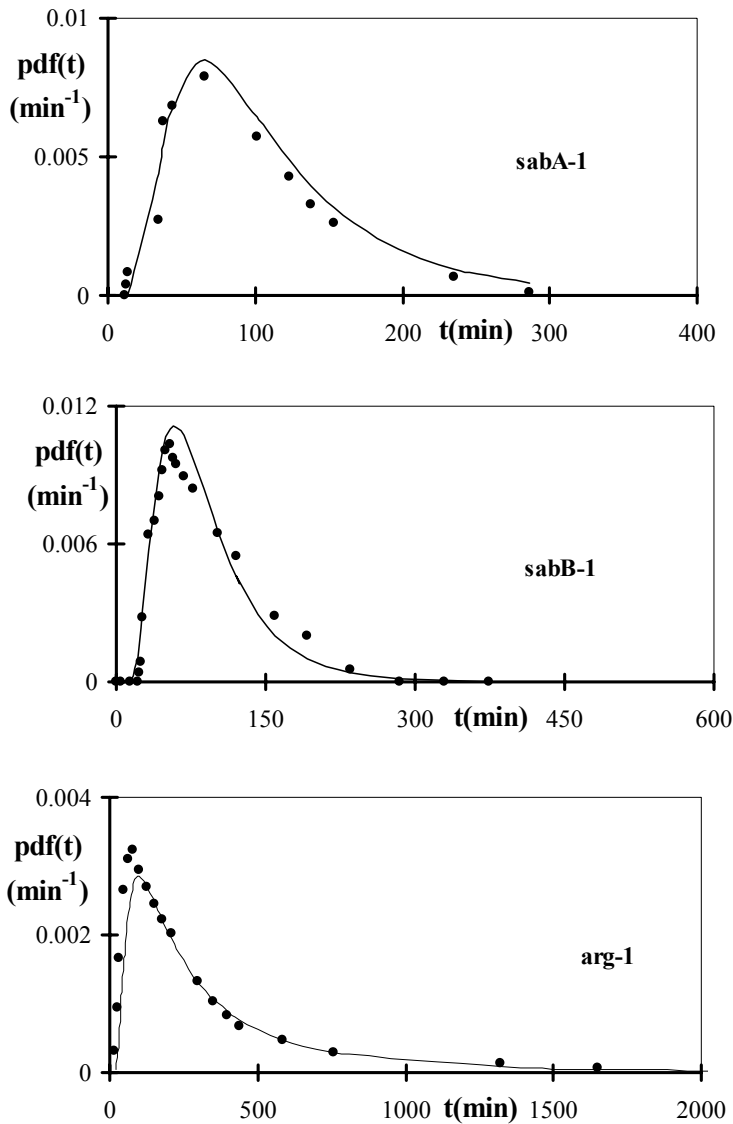 0.01
pdf(t)
(min⁻¹)
0.005
sabA-1
0
0 100 200 t(min) 300 400
0.012
pdf(t)
(min⁻¹)
0.006
sabB-1
0
0 150 300 t(min) 450 600
0.004
pdf(t)
(min⁻¹)
0.002
arg-1
0
0 500 1000 t(min) 1500 2000